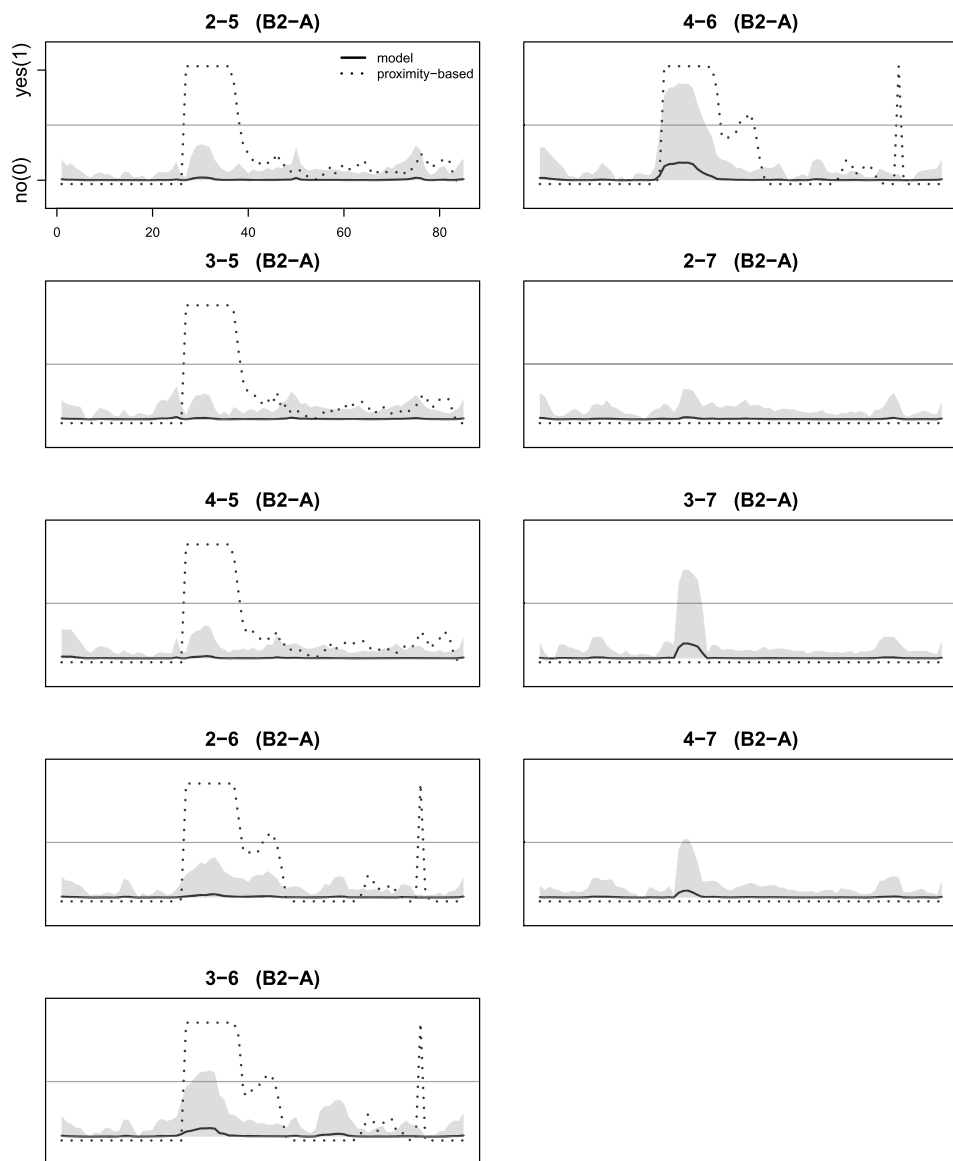 2−5 (B2−A)
yes(1)
no(0)
model
proximity−based
0 20 40 60 80
3−5 (B2−A)
4−5 (B2−A)
2−6 (B2−A)
3−6 (B2−A)
4−6 (B2−A)
2−7 (B2−A)
3−7 (B2−A)
4−7 (B2−A)